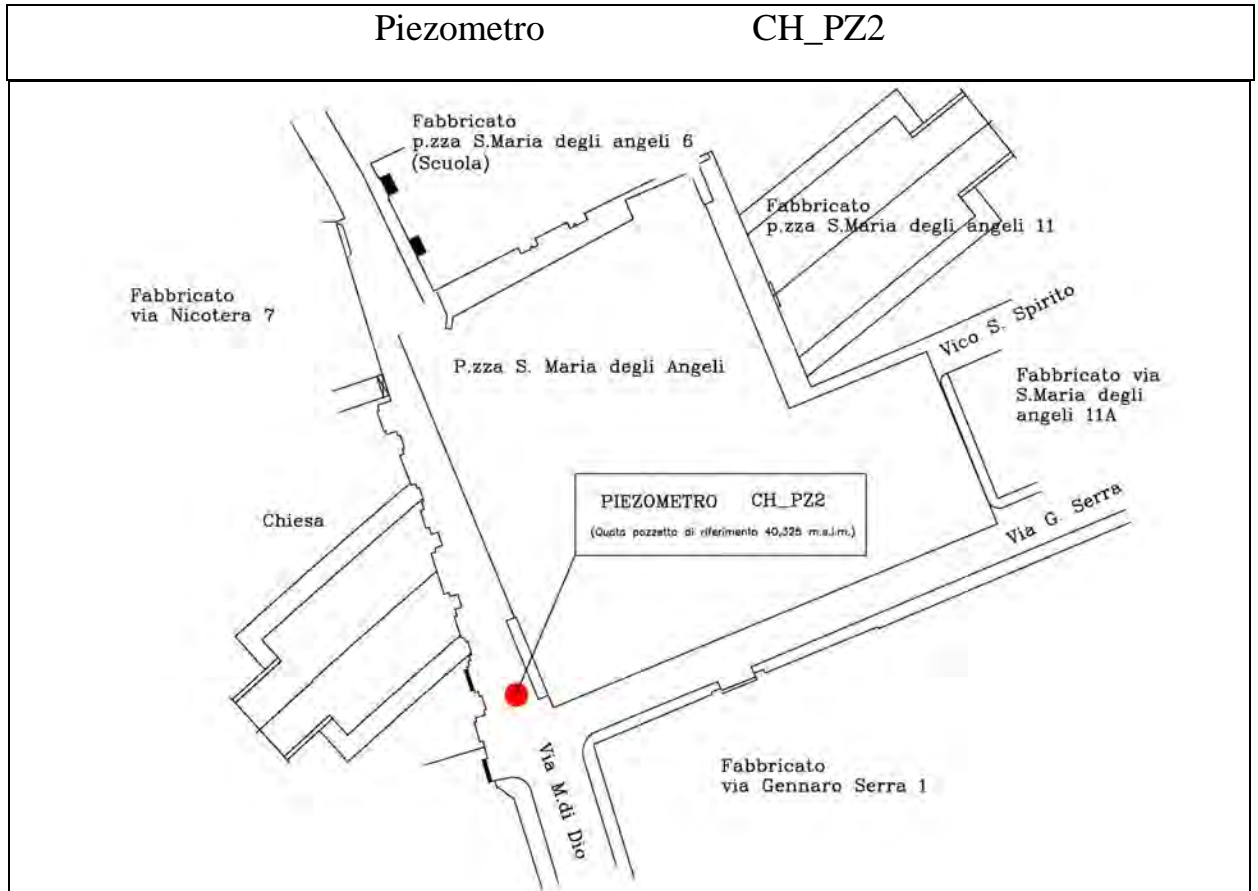 Piezometro CH_PZ2
Fabbricato
p.zza S.Maria degli angeli 6
(Scuola)
Fabbricato
p.zza S.Maria degli angeli 11
Fabbricato
via Nicotera 7
Vico S. Spirito
P.zza S. Maria degli Angeli
Fabbricato via
S.Maria degli
angeli 11A
PIEZOMETRO CH_PZ2
(Quota pozzetto di riferimento 40,325 m.s.l.m.)
Chiesa
Via G. Serra
Via M.di Dio
Fabbricato
via Gennaro Serra 1